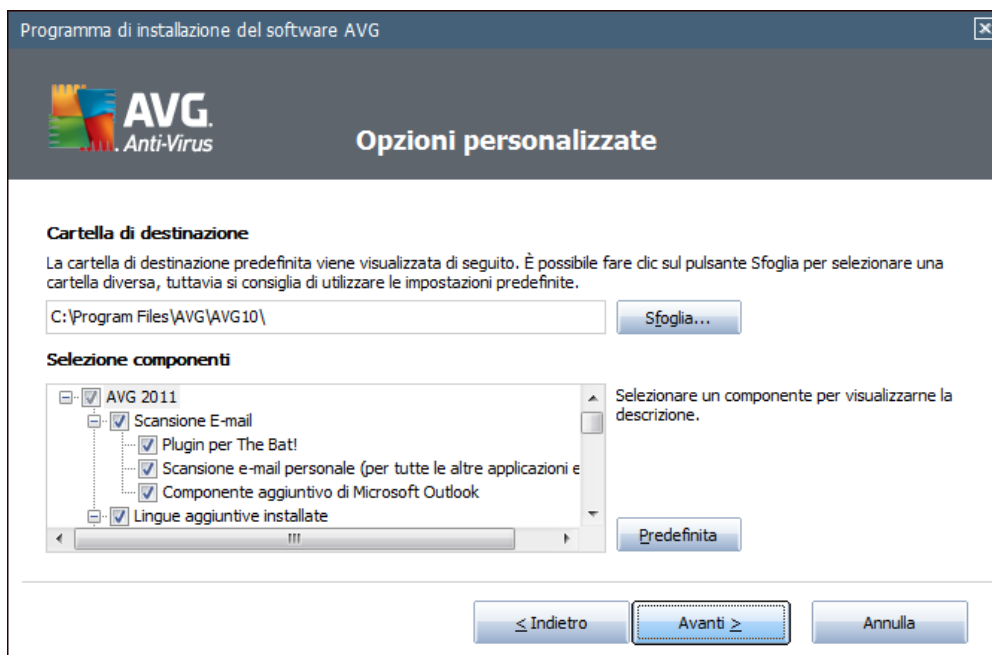 Programma di installazione del software AVG
AVG.
Anti-Virus
Opzioni personalizzate
Cartella di destinazione
La cartella di destinazione predefinita viene visualizzata di seguito. È possibile fare clic sul pulsante Sfoglia per selezionare una
cartella diversa, tuttavia si consiglia di utilizzare le impostazioni predefinite.
C:\Program Files\AVG\AVG10\
Sfoglia...
Selezione componenti
AVG 2011
Scansione E-mail
Plugin per The Bat!
Scansione e-mail personale (per tutte le altre applicazioni e
Componente aggiuntivo di Microsoft Outlook
Lingue aggiuntive installate
Selezionare un componente per visualizzarne la
descrizione.
Predefinita
< Indietro
Avanti >
Annulla